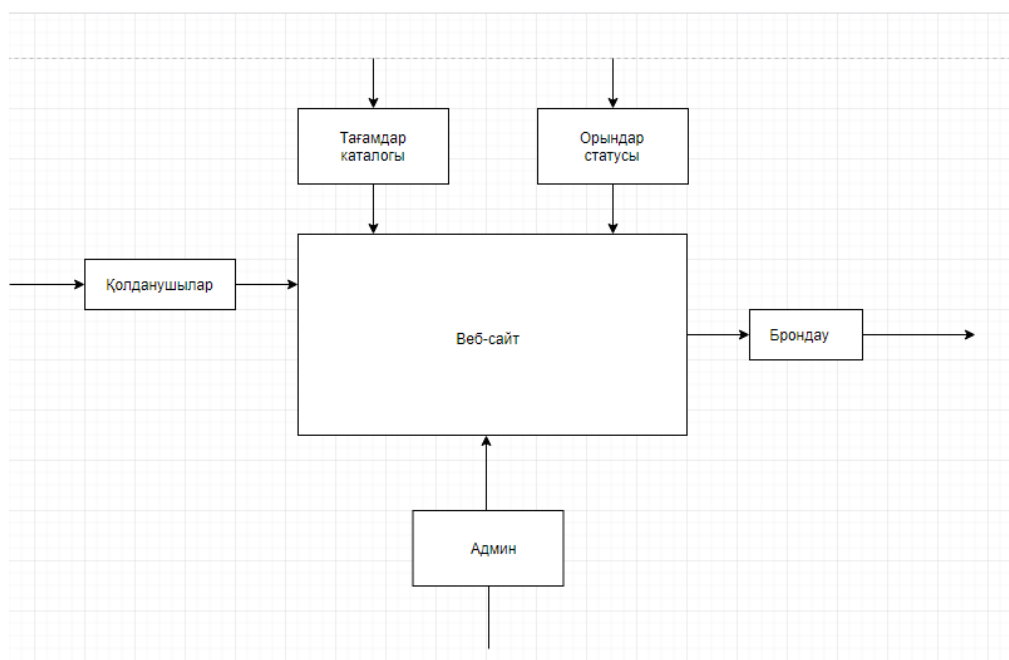 Тағамдар
каталогы
Орындар
статусы
Қолданушылар
Веб-сайт
Брондау
Админ